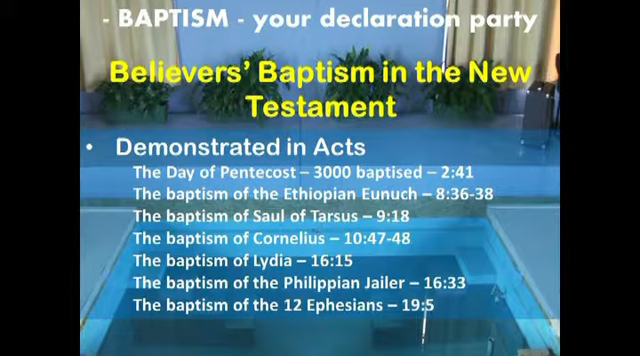 - BAPTISM - your declaration party
Believers' Baptism in the New
Testament
• Demonstrated in Acts
The Day of Pentecost – 3000 baptised – 2:41
The baptism of the Ethiopian Eunuch – 8:36-38
The baptism of Saul of Tarsus – 9:18
The baptism of Cornelius – 10:47-48
The baptism of Lydia – 16:15
The baptism of the Philippian Jailer – 16:33
The baptism of the 12 Ephesians – 19:5